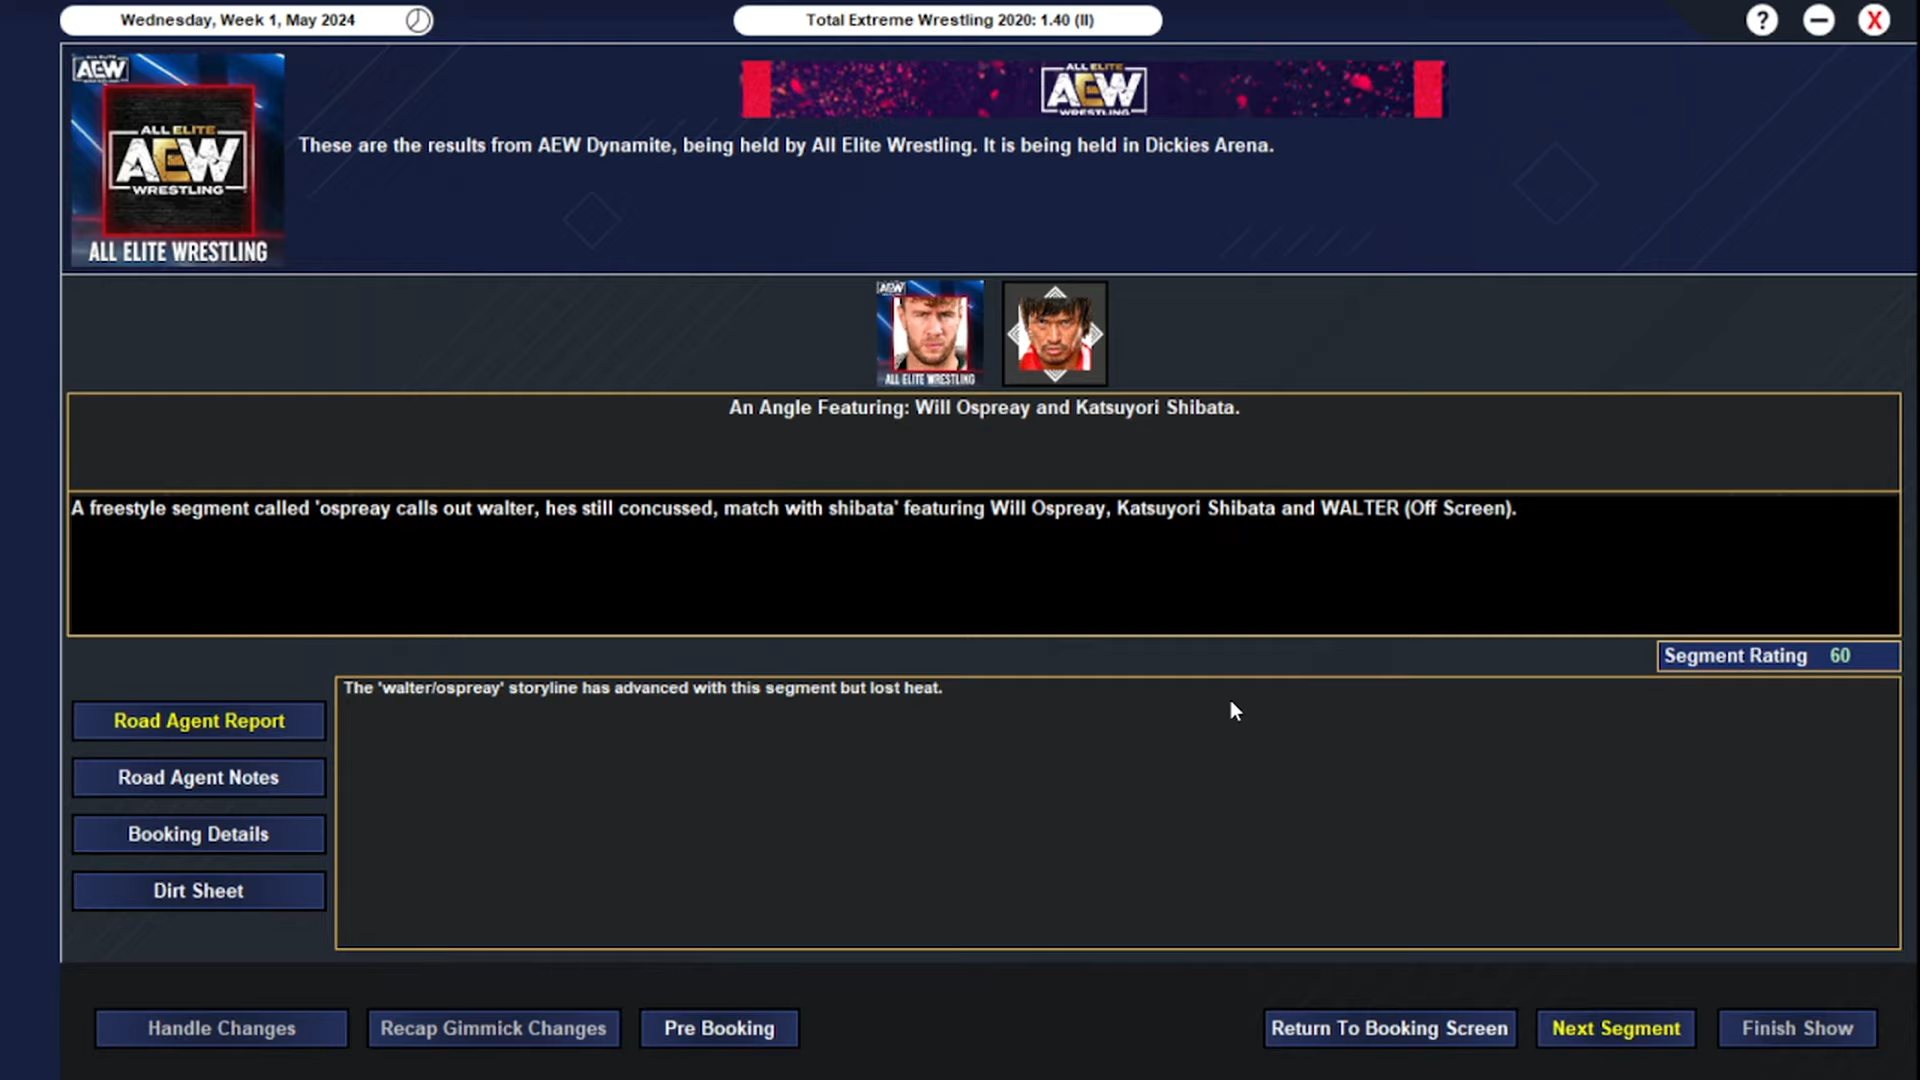 Wednesday, Week 1, May 2024
Total Extreme Wrestling 2020: 1.40 (II)
?
X
AEW
ALL ELITE
AEW
WRESTLING
ALL ELITE WRESTLING
ALL ELITE
AEW
WRESTLING
These are the results from AEW Dynamite, being held by All Elite Wrestling. It is being held in Dickies Arena.
AEW
ALL ELITE WRESTLING
An Angle Featuring: Will Ospreay and Katsuyori Shibata.
A freestyle segment called 'ospreay calls out walter, hes still concussed, match with shibata' featuring Will Ospreay, Katsuyori Shibata and WALTER (Off Screen).
Segment Rating 60
The 'walter/ospreay' storyline has advanced with this segment but lost heat.
Road Agent Report
Road Agent Notes
Booking Details
Dirt Sheet
Handle Changes
Recap Gimmick Changes
Pre Booking
Return To Booking Screen
Next Segment
Finish Show